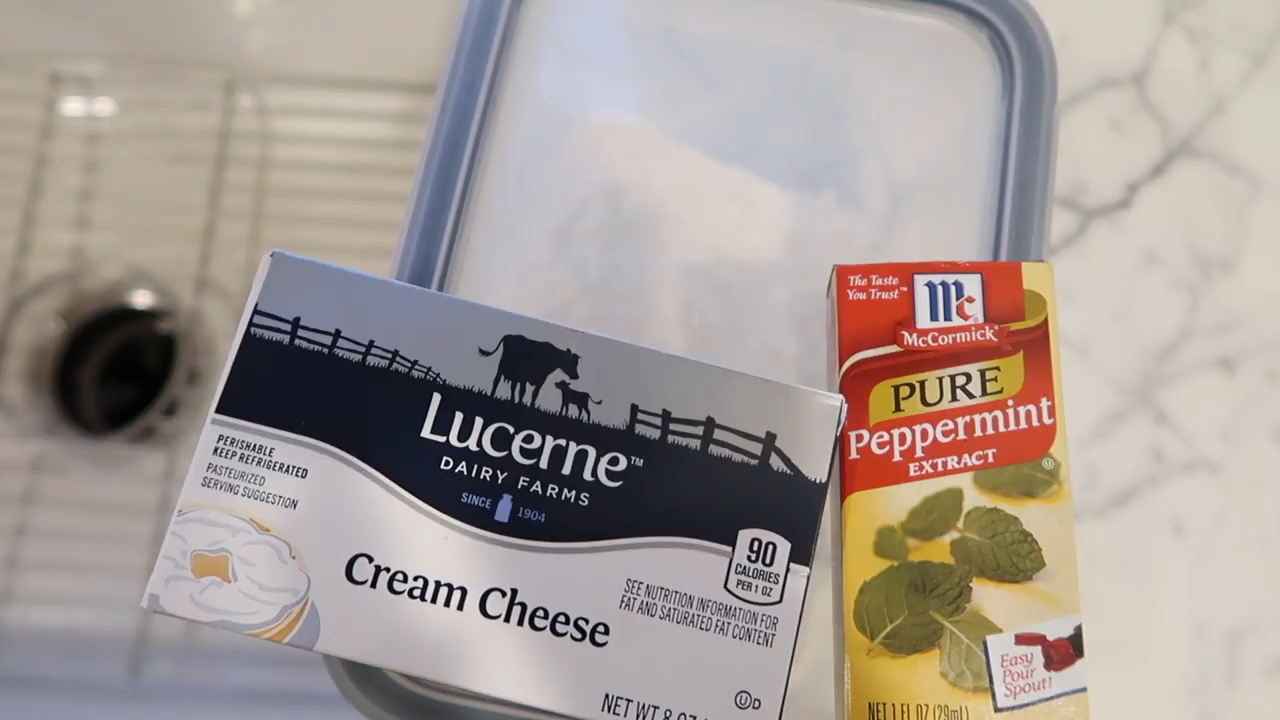 Lucerne™
DAIRY FARMS
SINCE 1904
PERISHABLE
KEEP REFRIGERATED
PASTEURIZED
SERVING SUGGESTION
Cream Cheese
90
CALORIES
PER 1 OZ
SEE NUTRITION INFORMATION FOR
FAT AND SATURATED FAT CONTENT
NET WT 8 OZ
U D
The Taste
You Trust™
Mc
McCormick®
PURE
Peppermint
EXTRACT
U
Easy
Pour
Spout!
NET 1 FL OZ (29mL)